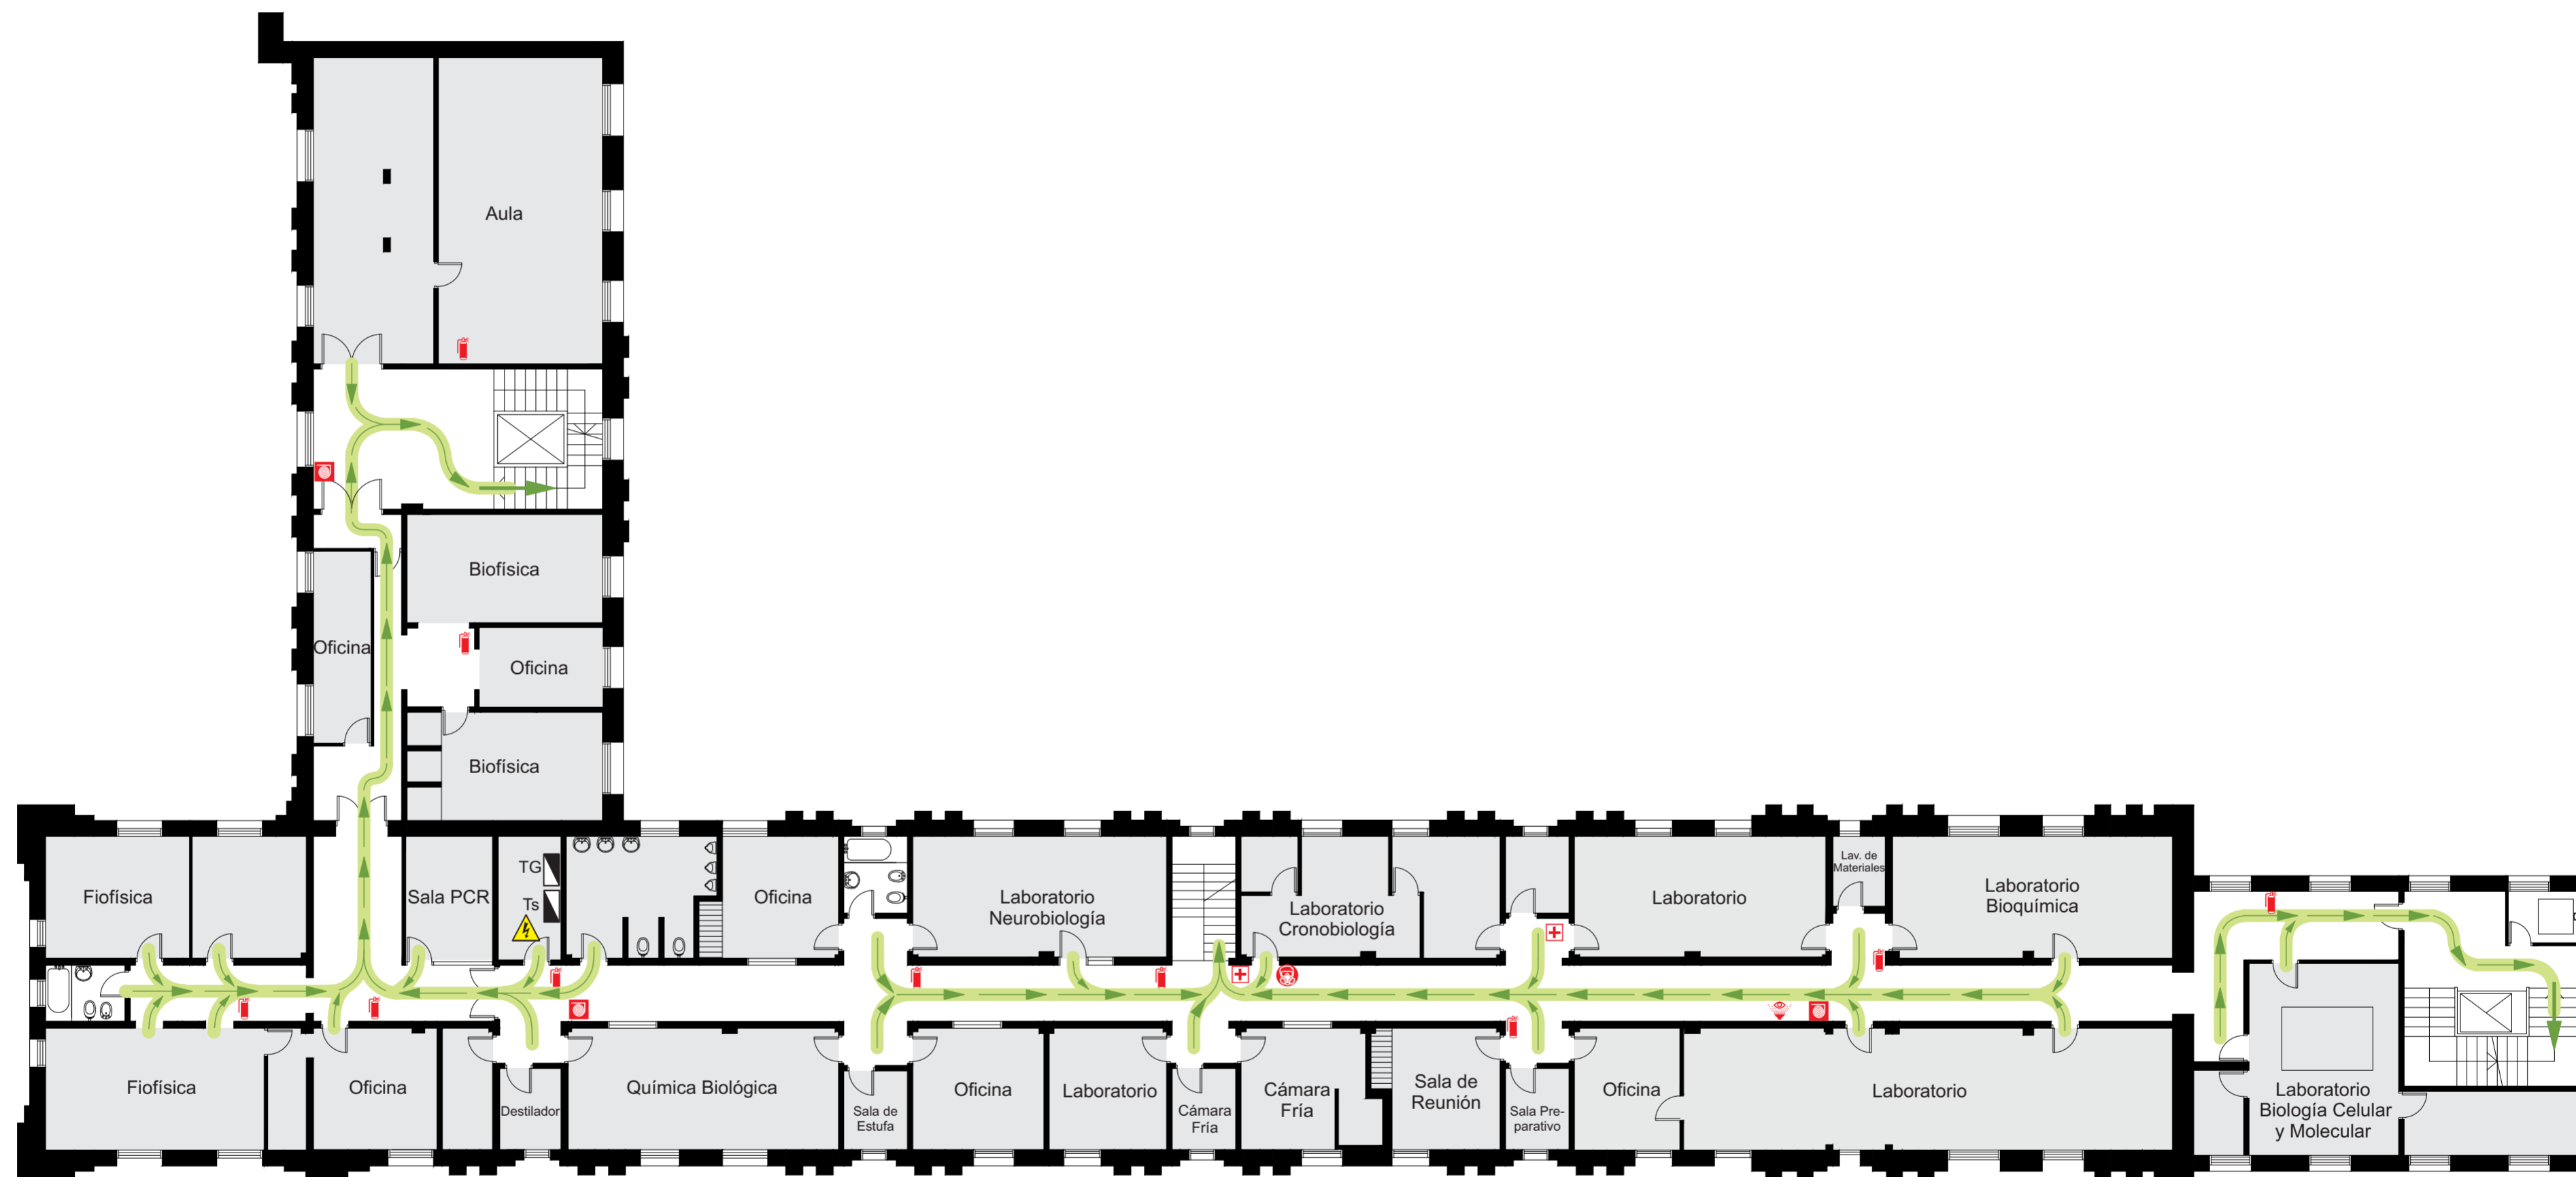 Aula
Biofísica
Oficina
Oficina
Biofísica
Fiofísica
Sala PCR
TG
Ts
Oficina
Laboratorio
Neurobiología
Laboratorio
Cronobiología
Laboratorio
Lav. de
Materiales
Laboratorio
Bioquímica
Fiofísica
Oficina
Destilador
Química Biológica
Sala de
Estufa
Oficina
Laboratorio
Cámara
Fría
Cámara
Fría
Sala de
Reunión
Sala Pre-
parativo
Oficina
Laboratorio
Laboratorio
Biología Celular
y Molecular